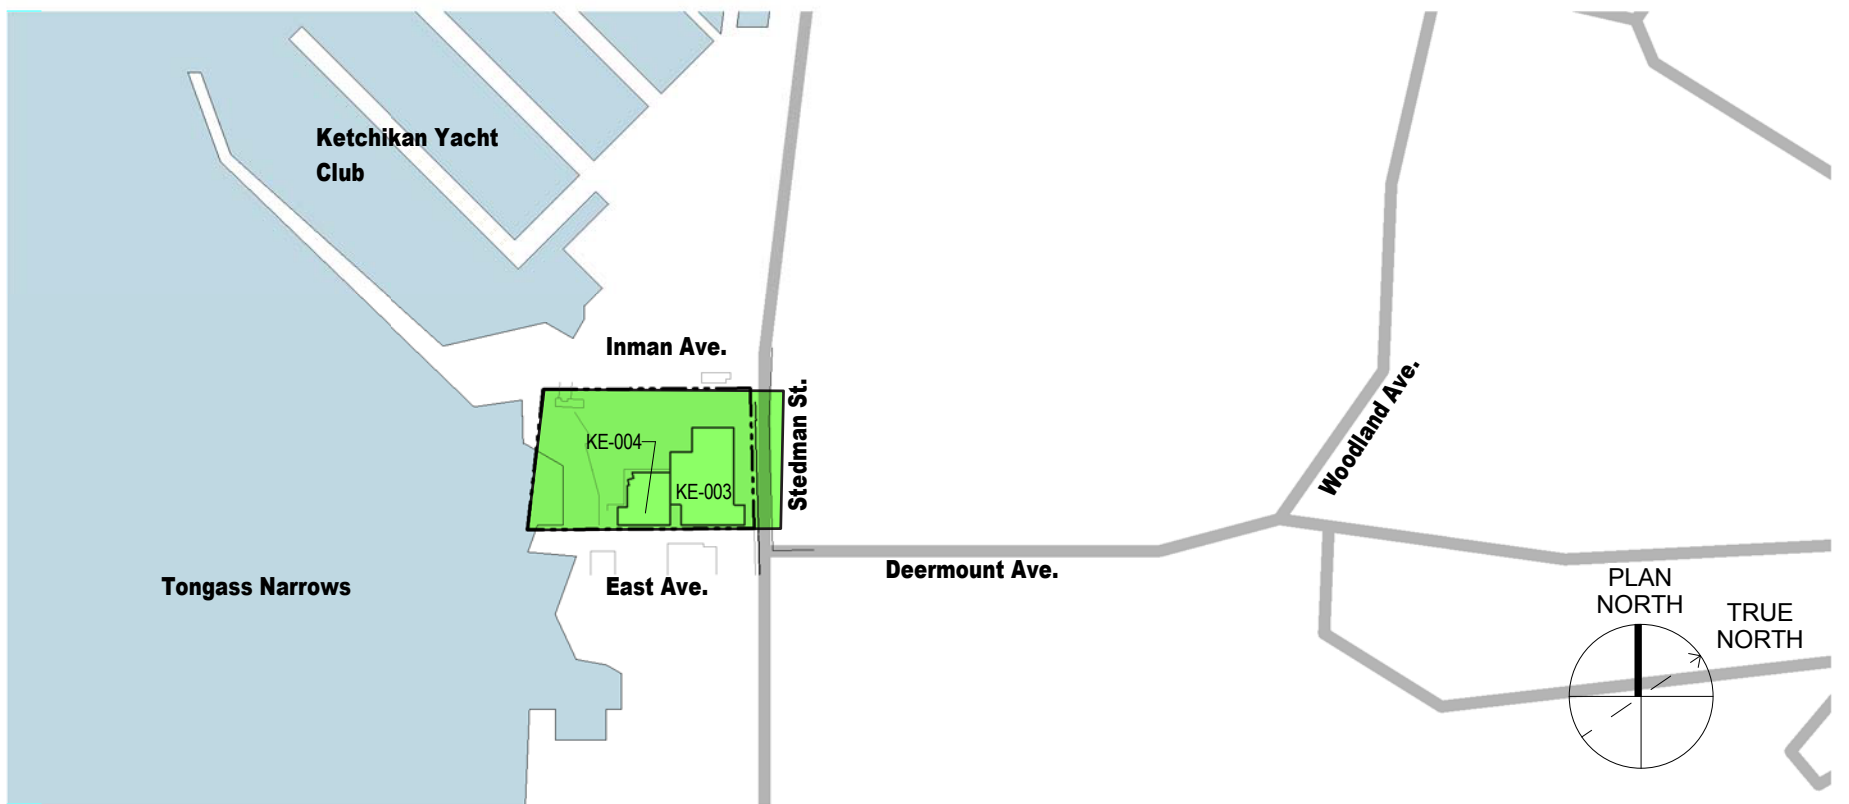 Ketchikan Yacht
Club
Inman Ave.
Stedman St.
KE-004
KE-003
Woodland Ave.
Tongass Narrows
East Ave.
Deermount Ave.
PLAN
NORTH
TRUE
NORTH